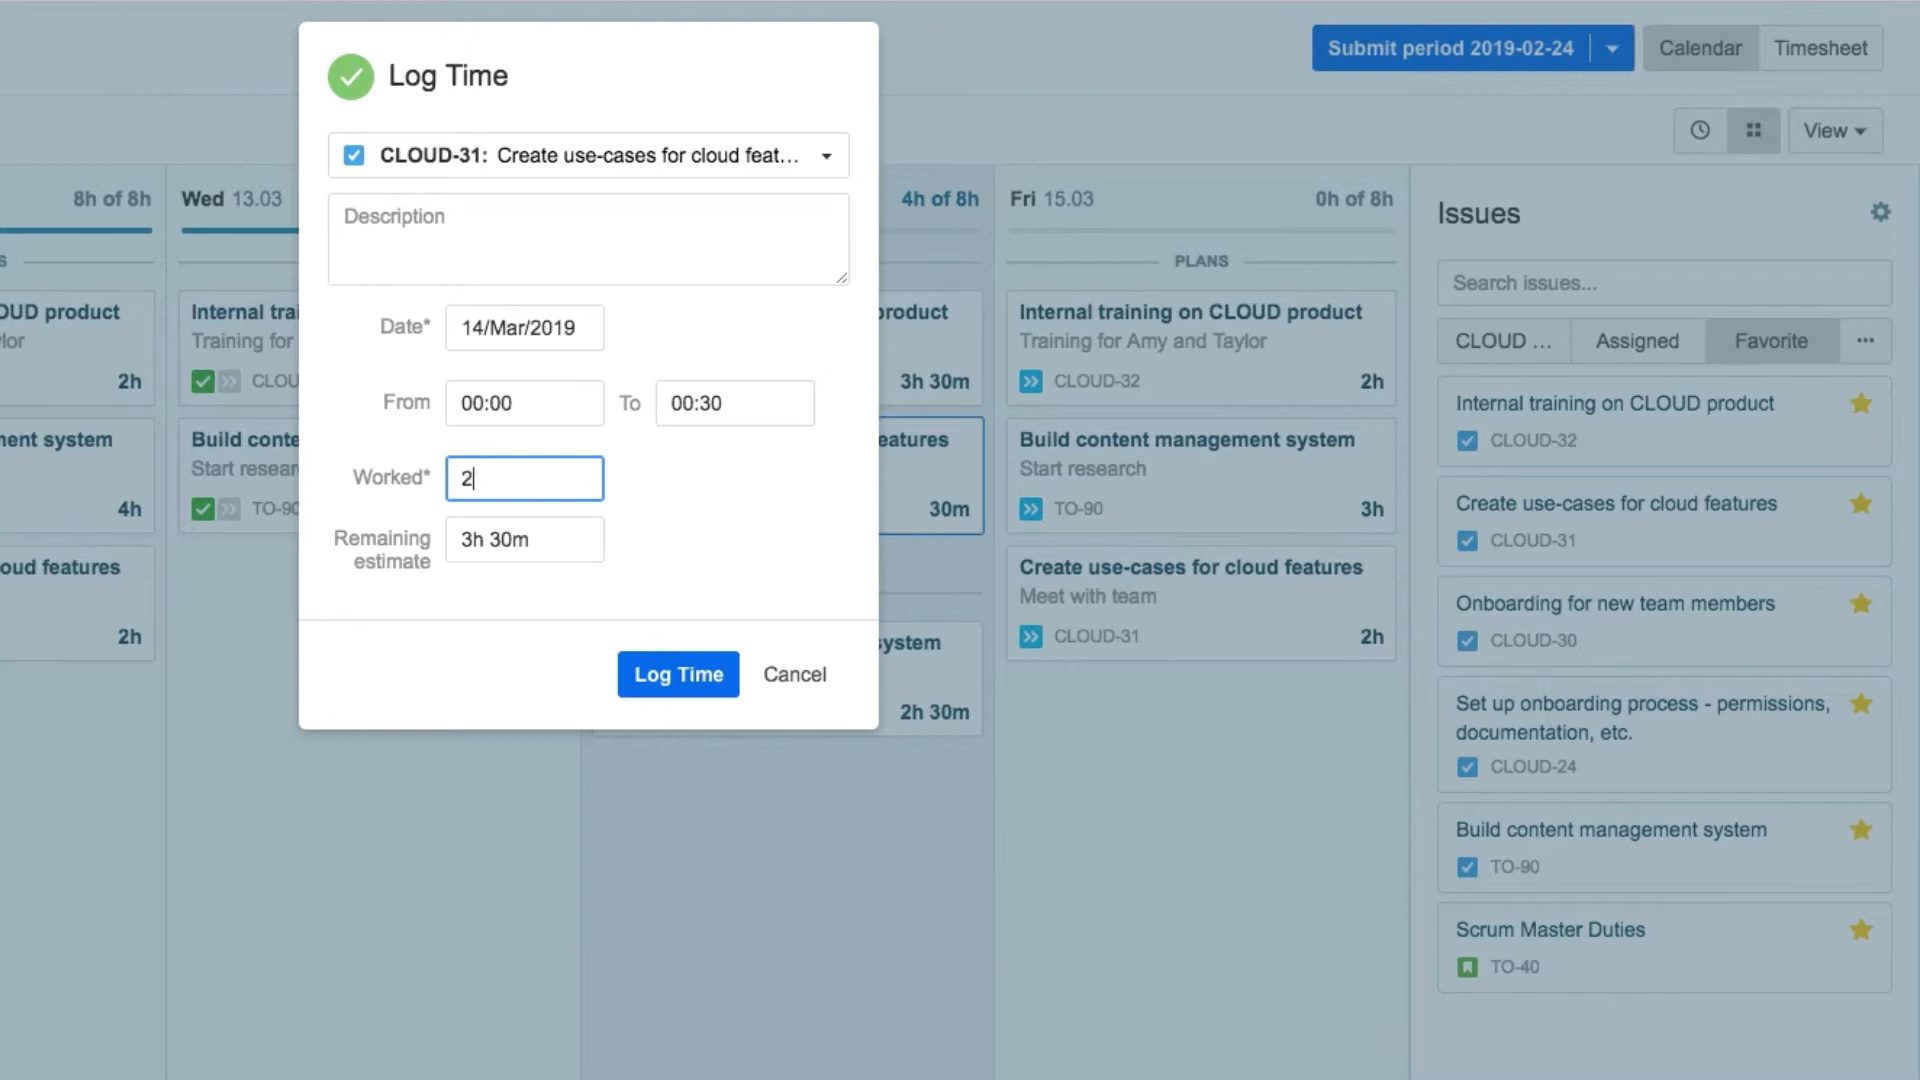 Log Time
CLOUD-31: Create use-cases for cloud feat...
Description
Date* 14/Mar/2019
From 00:00 To 00:30
Worked* 2
Remaining estimate 3h 30m
Log Time Cancel
Submit period 2019-02-24
Calendar Timesheet
View
8h of 8h
OUD product
lor
2h
ent system
4h
oud features
2h
Wed 13.03
Internal trai
Training for
CLOU
Build conte
Start resear
TO-90
4h of 8h
product
3h 30m
eatures
30m
ystem
2h 30m
Fri 15.03 0h of 8h
PLANS
Internal training on CLOUD product
Training for Amy and Taylor
CLOUD-32 2h
Build content management system
Start research
TO-90 3h
Create use-cases for cloud features
Meet with team
CLOUD-31 2h
Issues
Search issues...
CLOUD ... Assigned Favorite ...
Internal training on CLOUD product
CLOUD-32
Create use-cases for cloud features
CLOUD-31
Onboarding for new team members
CLOUD-30
Set up onboarding process - permissions,
documentation, etc.
CLOUD-24
Build content management system
TO-90
Scrum Master Duties
TO-40